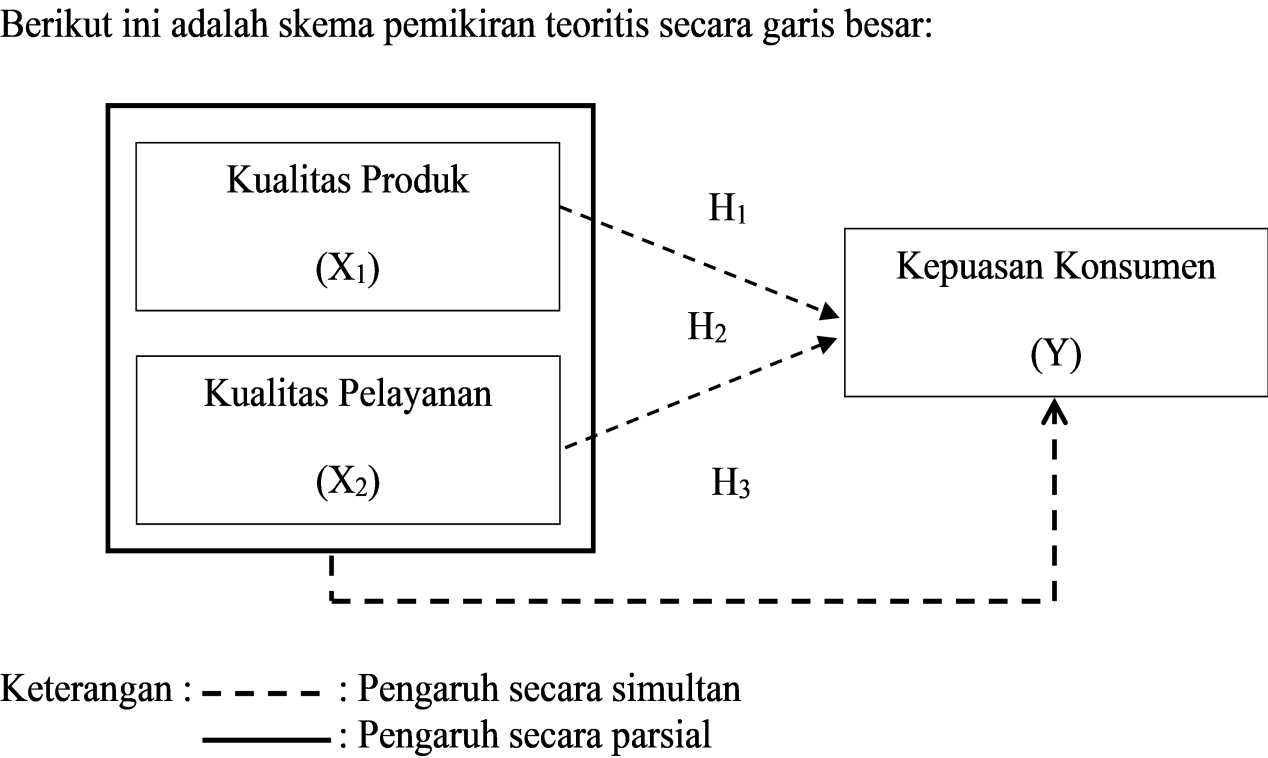 Berikut ini adalah skema pemikiran teoritis secara garis besar:
Kualitas Produk
(X₁)
H₁
Kepuasan Konsumen
(Y)
H₂
Kualitas Pelayanan
(X₂)
H₃
Keterangan : : Pengaruh secara simultan
: Pengaruh secara parsial